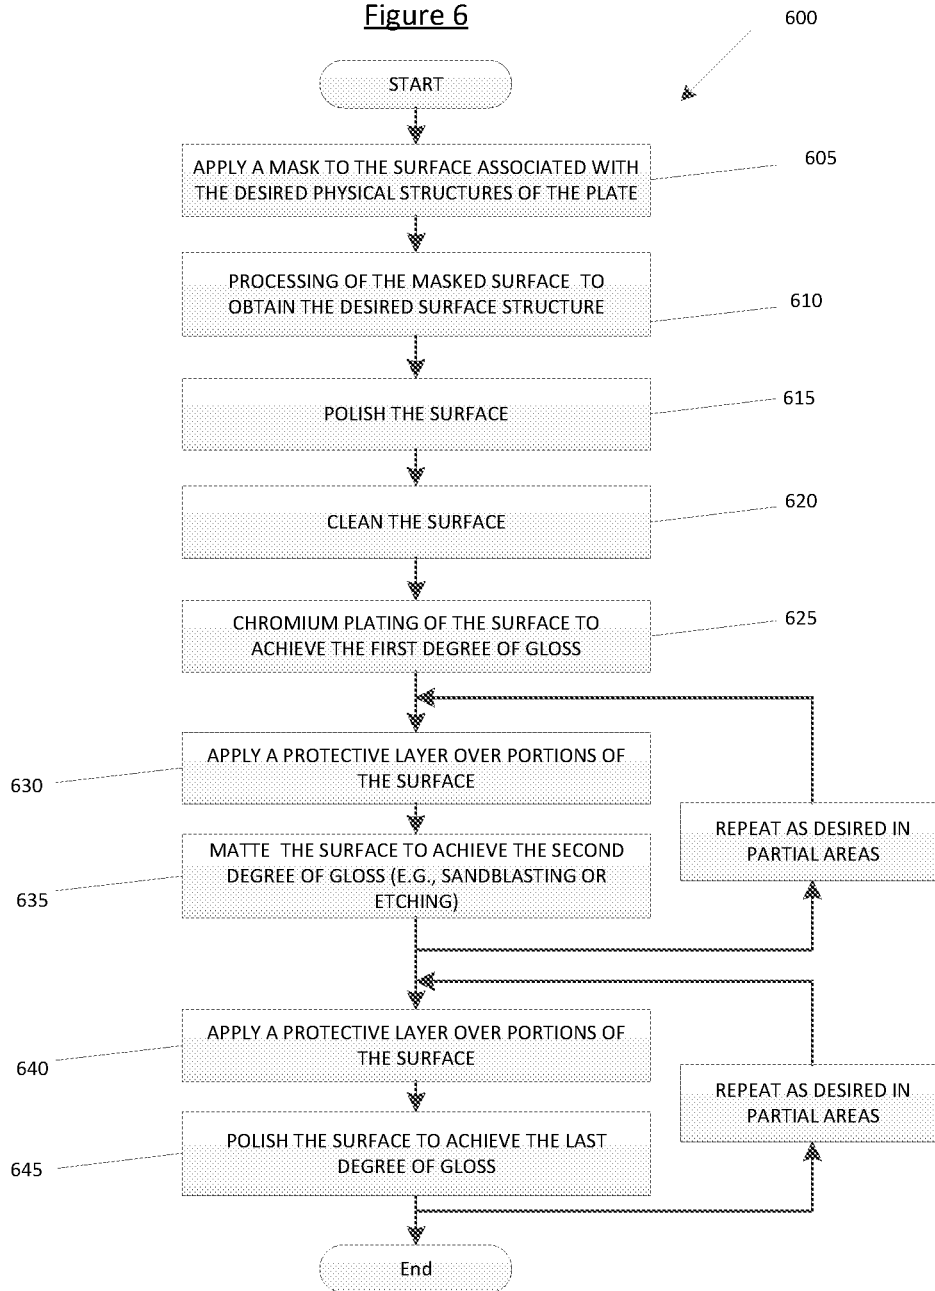 Figure 6
600
START
APPLY A MASK TO THE SURFACE ASSOCIATED WITH
THE DESIRED PHYSICAL STRUCTURES OF THE PLATE
605
PROCESSING OF THE MASKED SURFACE TO
OBTAIN THE DESIRED SURFACE STRUCTURE
610
POLISH THE SURFACE
615
CLEAN THE SURFACE
620
CHROMIUM PLATING OF THE SURFACE TO
ACHIEVE THE FIRST DEGREE OF GLOSS
625
APPLY A PROTECTIVE LAYER OVER PORTIONS OF
THE SURFACE
630
MATTE THE SURFACE TO ACHIEVE THE SECOND
DEGREE OF GLOSS (E.G., SANDBLASTING OR
ETCHING)
635
REPEAT AS DESIRED IN
PARTIAL AREAS
APPLY A PROTECTIVE LAYER OVER PORTIONS OF
THE SURFACE
640
POLISH THE SURFACE TO ACHIEVE THE LAST
DEGREE OF GLOSS
645
REPEAT AS DESIRED IN
PARTIAL AREAS
End